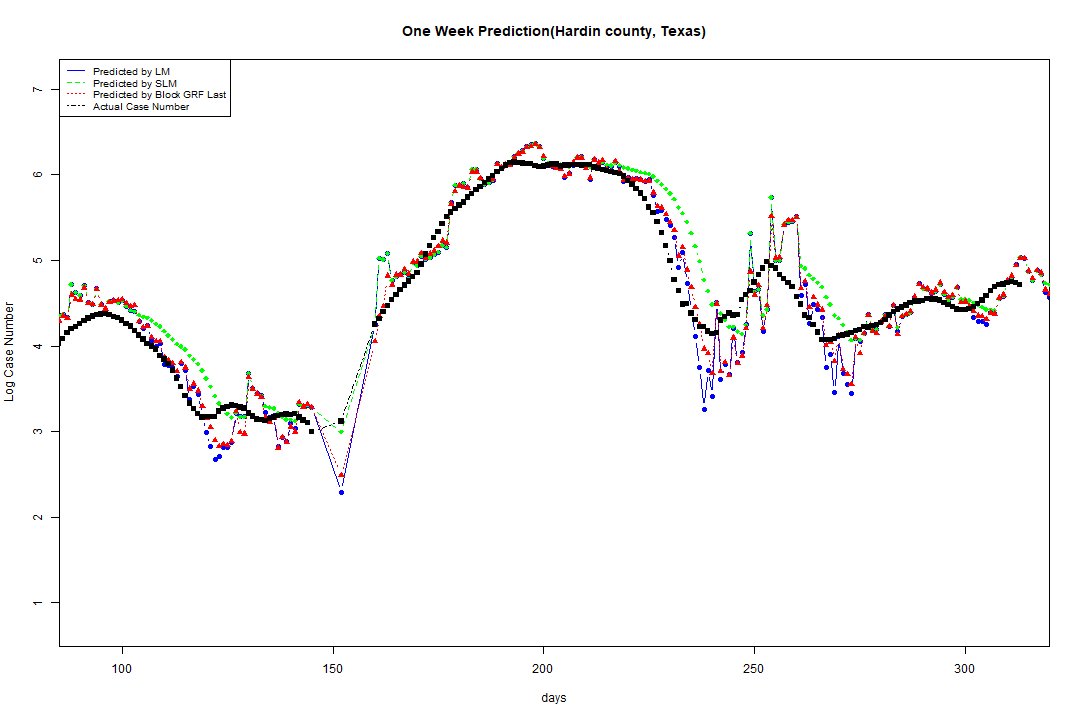 One Week Prediction(Hardin county, Texas)
Predicted by LM
Predicted by SLM
Predicted by Block GRF Last
Actual Case Number
7
6
5
4
3
2
1
Log Case Number
100 150 200 250 300
days